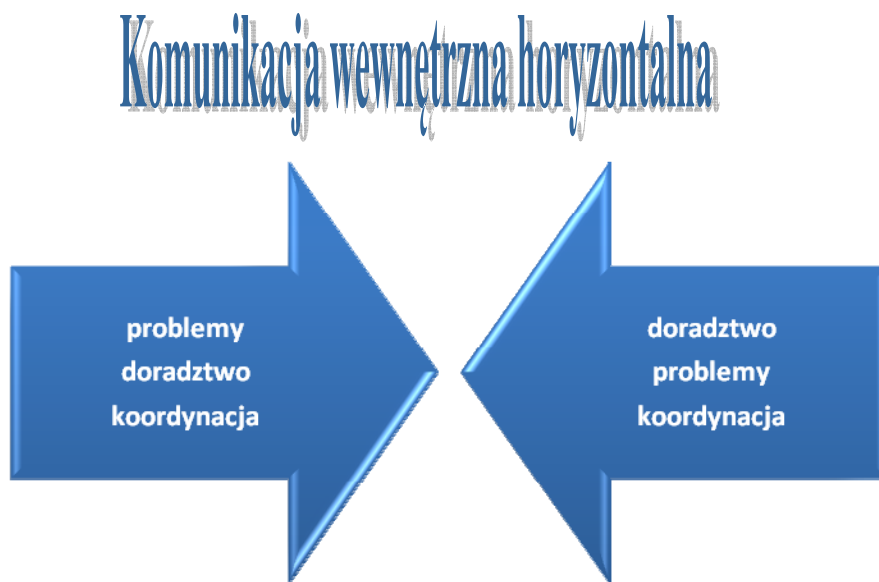 Komunikacja wewnętrzna horyzontalna
problemy
doradztwo
koordynacja
doradztwo
problemy
koordynacja